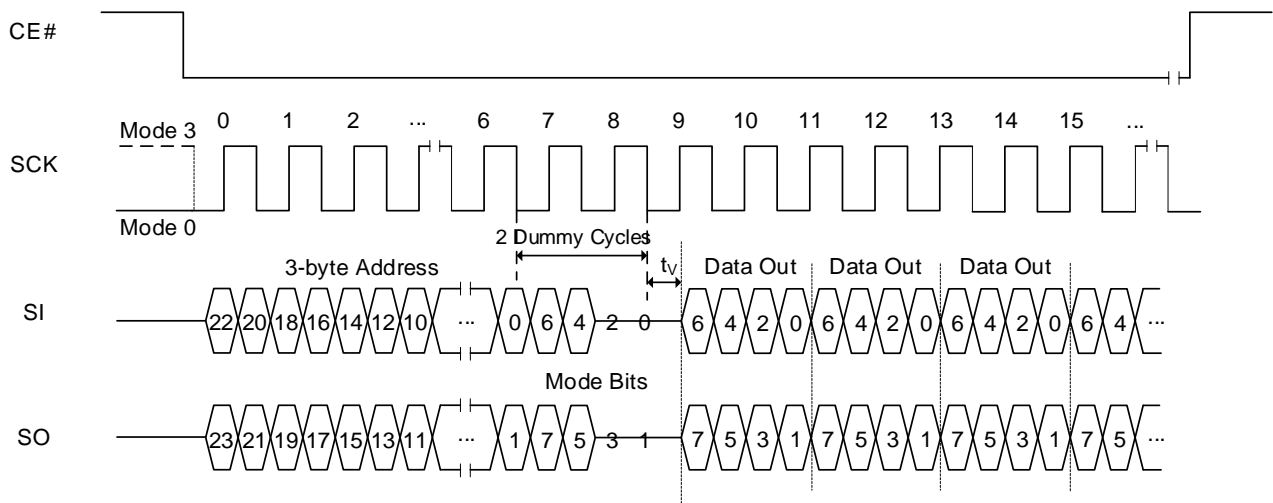 CE#
0 1 2 ... 6 7 8 9 10 11 12 13 14 15 ...
Mode 3
SCK
Mode 0
2 Dummy Cycles
3-byte Address
tV
Data Out Data Out Data Out
SI
22 20 18 16 14 12 10 ... 0 6 4 2 0 6 4 2 0 6 4 2 0 6 4 2 0 6 4 ...
Mode Bits
SO
23 21 19 17 15 13 11 ... 1 7 5 3 1 7 5 3 1 7 5 3 1 7 5 3 1 7 5 ...